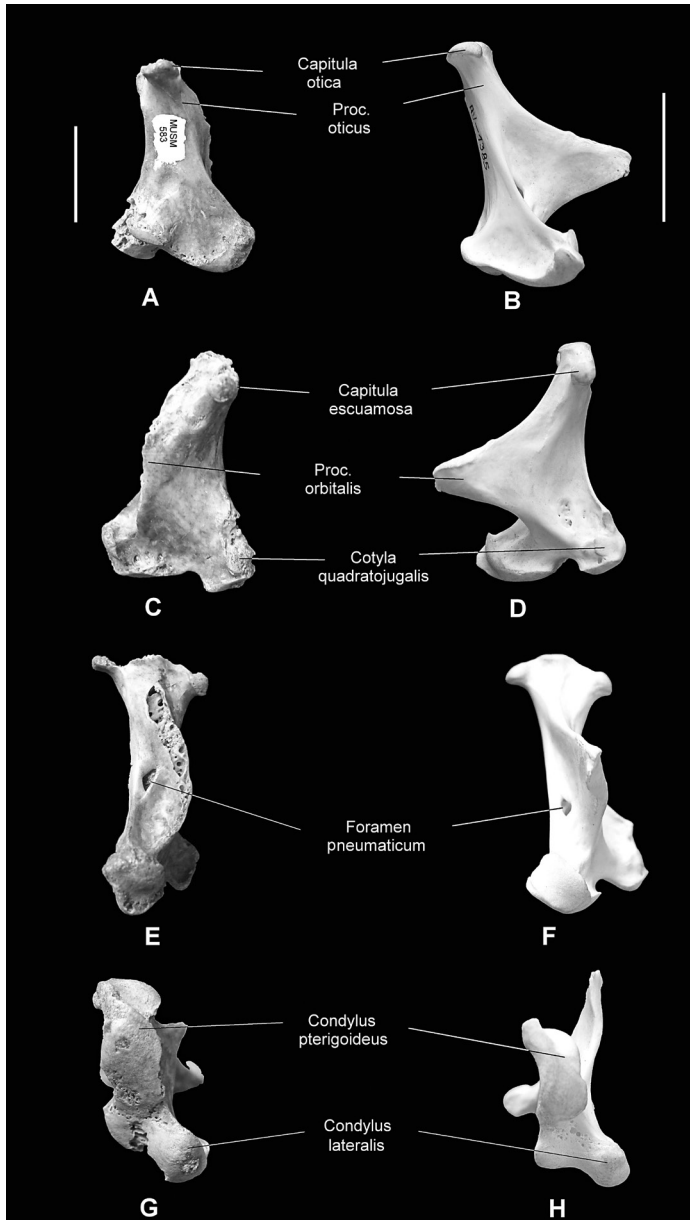 Capitula
otica
Proc.
oticus
MUSM
583
A
B
Capitula
escuamosa
Proc.
orbitalis
Cotyla
quadratojugalis
C
D
Foramen
pneumaticum
E
F
Condylus
pterigoideus
Condylus
lateralis
G
H